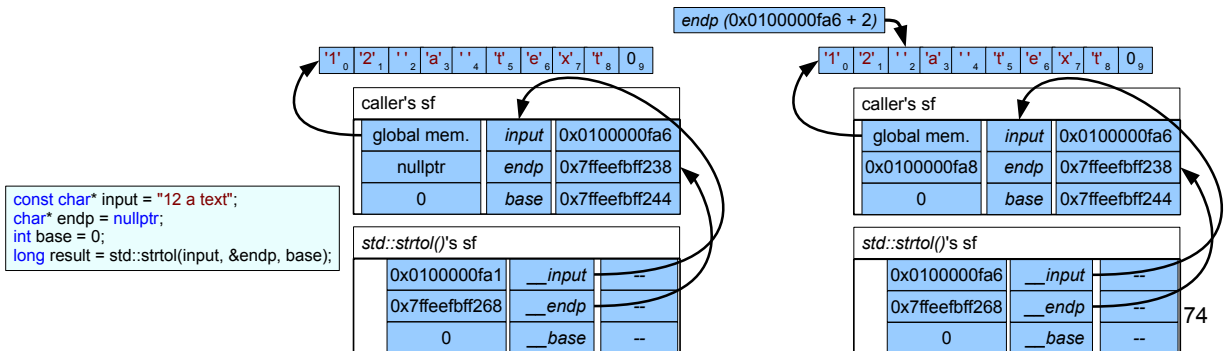 endp (0x0100000fa6 + 2)
'1' 0 '2' 1 ' ' 2 'a' 3 ' ' 4 't' 5 'e' 6 'x' 7 't' 8 0 9
'1' 0 '2' 1 ' ' 2 'a' 3 ' ' 4 't' 5 'e' 6 'x' 7 't' 8 0 9
const char* input = "12 a text";
char* endp = nullptr;
int base = 0;
long result = std::strtol(input, &endp, base);
caller's sf
global mem. input 0x0100000fa6
nullptr endp 0x7ffeefbff238
0 base 0x7ffeefbff244
std::strtol()'s sf
0x0100000fa1 __input --
0x7ffeefbff268 __endp --
0 __base --
caller's sf
global mem. input 0x0100000fa6
0x0100000fa8 endp 0x7ffeefbff238
0 base 0x7ffeefbff244
std::strtol()'s sf
0x0100000fa6 __input --
0x7ffeefbff268 __endp --
0 __base --
74